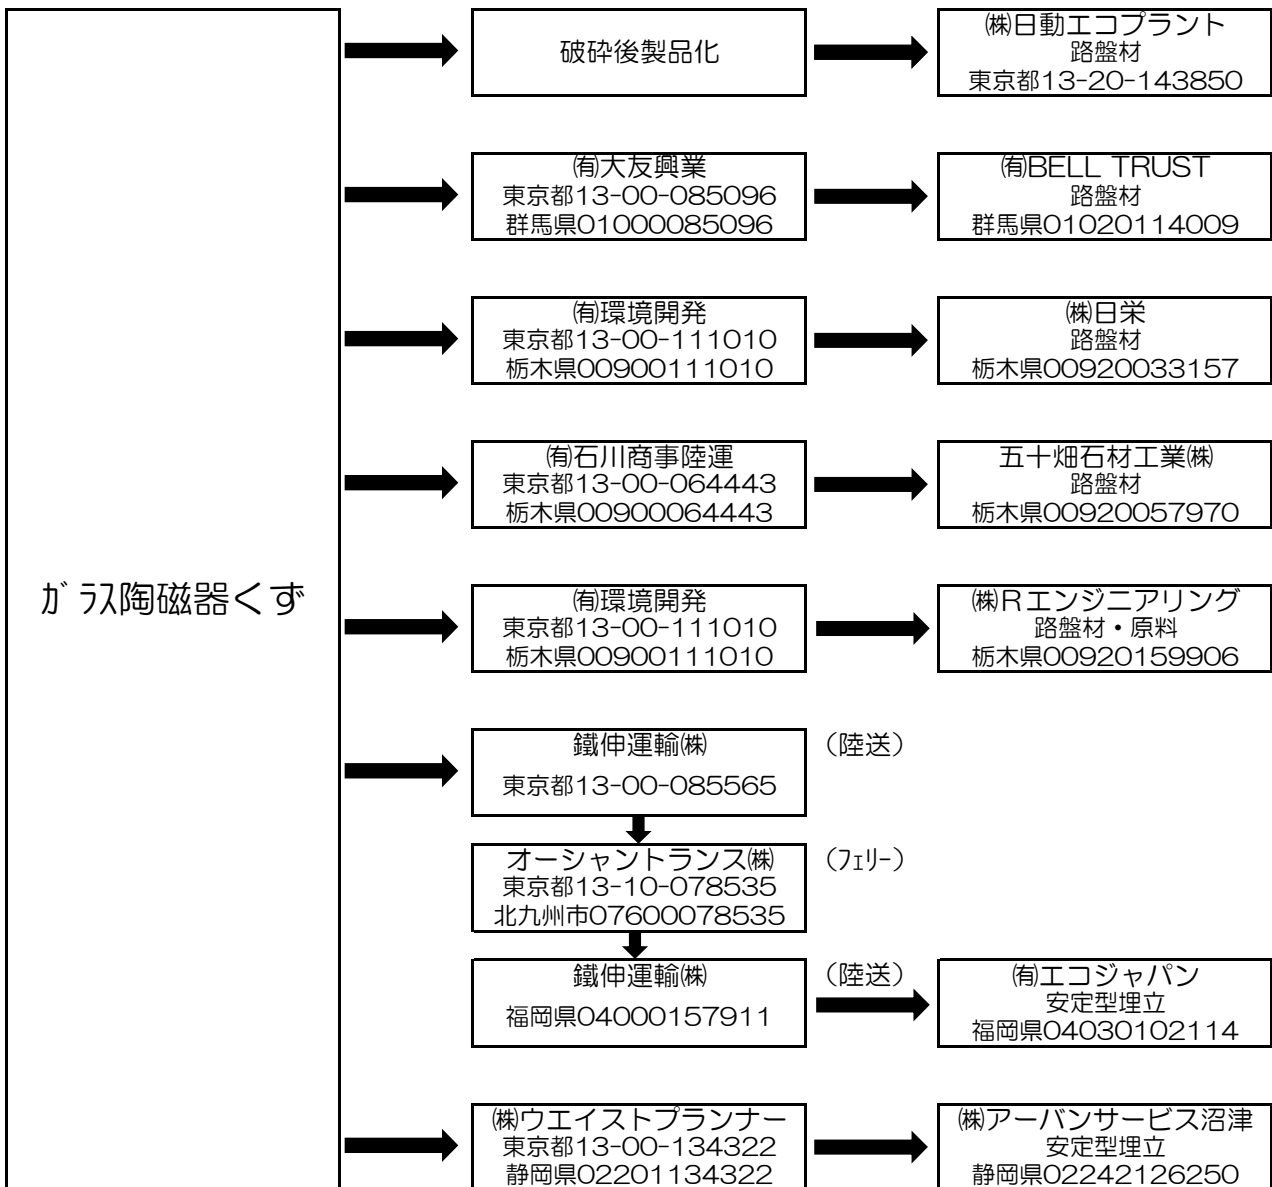 ガラス陶磁器くず
破砕後製品化
㈱日動エコプラント
路盤材
東京都13-20-143850
㈲大友興業
東京都13-00-085096
群馬県01000085096
㈲BELL TRUST
路盤材
群馬県01020114009
㈲環境開発
東京都13-00-111010
栃木県00900111010
㈱日栄
路盤材
栃木県00920033157
㈲石川商事陸運
東京都13-00-064443
栃木県00900064443
五十畑石材工業㈱
路盤材
栃木県00920057970
㈲環境開発
東京都13-00-111010
栃木県00900111010
㈱Rエンジニアリング
路盤材・原料
栃木県00920159906
鐵伸運輸㈱
東京都13-00-085565
(陸送)
オーシャントランス㈱
東京都13-10-078535
北九州市07600078535
(フェリー)
鐵伸運輸㈱
福岡県04000157911
(陸送)
㈲エコジャパン
安定型埋立
福岡県04030102114
㈱ウエイストプランナー
東京都13-00-134322
静岡県02201134322
㈱アーバンサービス沼津
安定型埋立
静岡県02242126250